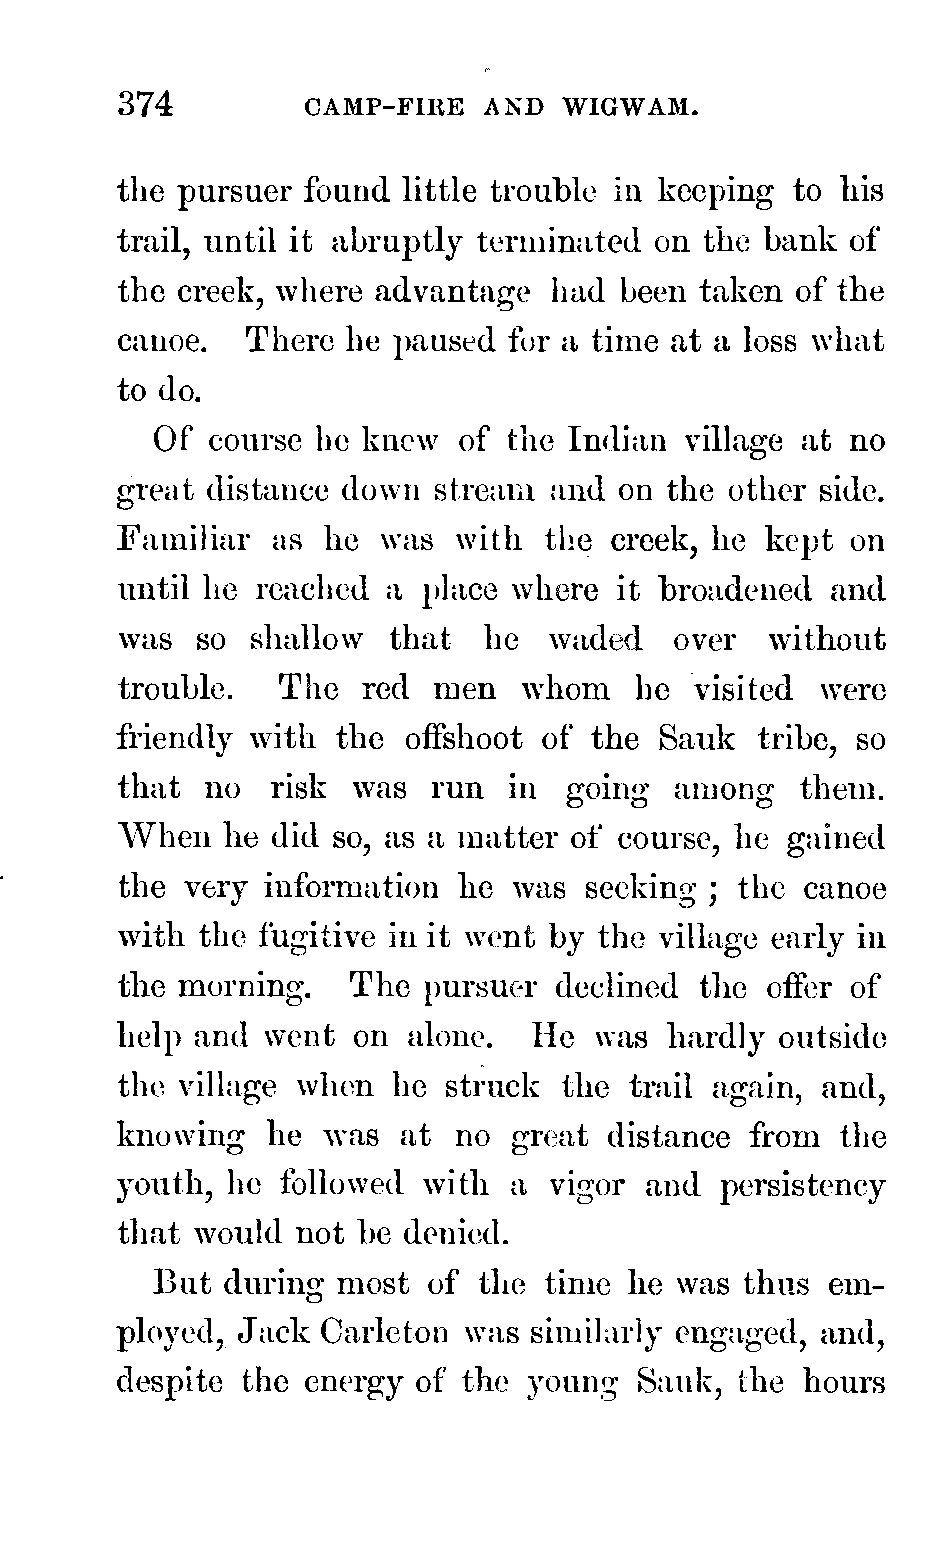 374 CAMP-FIRE AND WIGWAM.
the pursuer found little trouble in keeping to his
trail, until it abruptly terminated on the bank of
the creek, where advantage had been taken of the
canoe. There he paused for a time at a loss what
to do.
Of course he knew of the Indian village at no
great distance down stream and on the other side.
Familiar as he was with the creek, he kept on
until he reached a place where it broadened and
was so shallow that he waded over without
trouble. The red men whom he visited were
friendly with the offshoot of the Sauk tribe, so
that no risk was run in going among them.
When he did so, as a matter of course, he gained
the very information he was seeking ; the canoe
with the fugitive in it went by the village early in
the morning. The pursuer declined the offer of
help and went on alone. He was hardly outside
the village when he struck the trail again, and,
knowing he was at no great distance from the
youth, he followed with a vigor and persistency
that would not be denied.
But during most of the time he was thus em-
ployed, Jack Carleton was similarly engaged, and,
despite the energy of the young Sauk, the hours